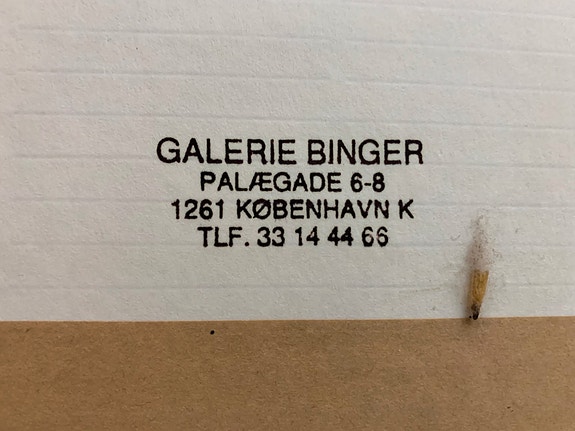 GALERIE BINGER
PALÆGADE 6-8
1261 KØBENHAVN K
TLF. 33 14 44 66